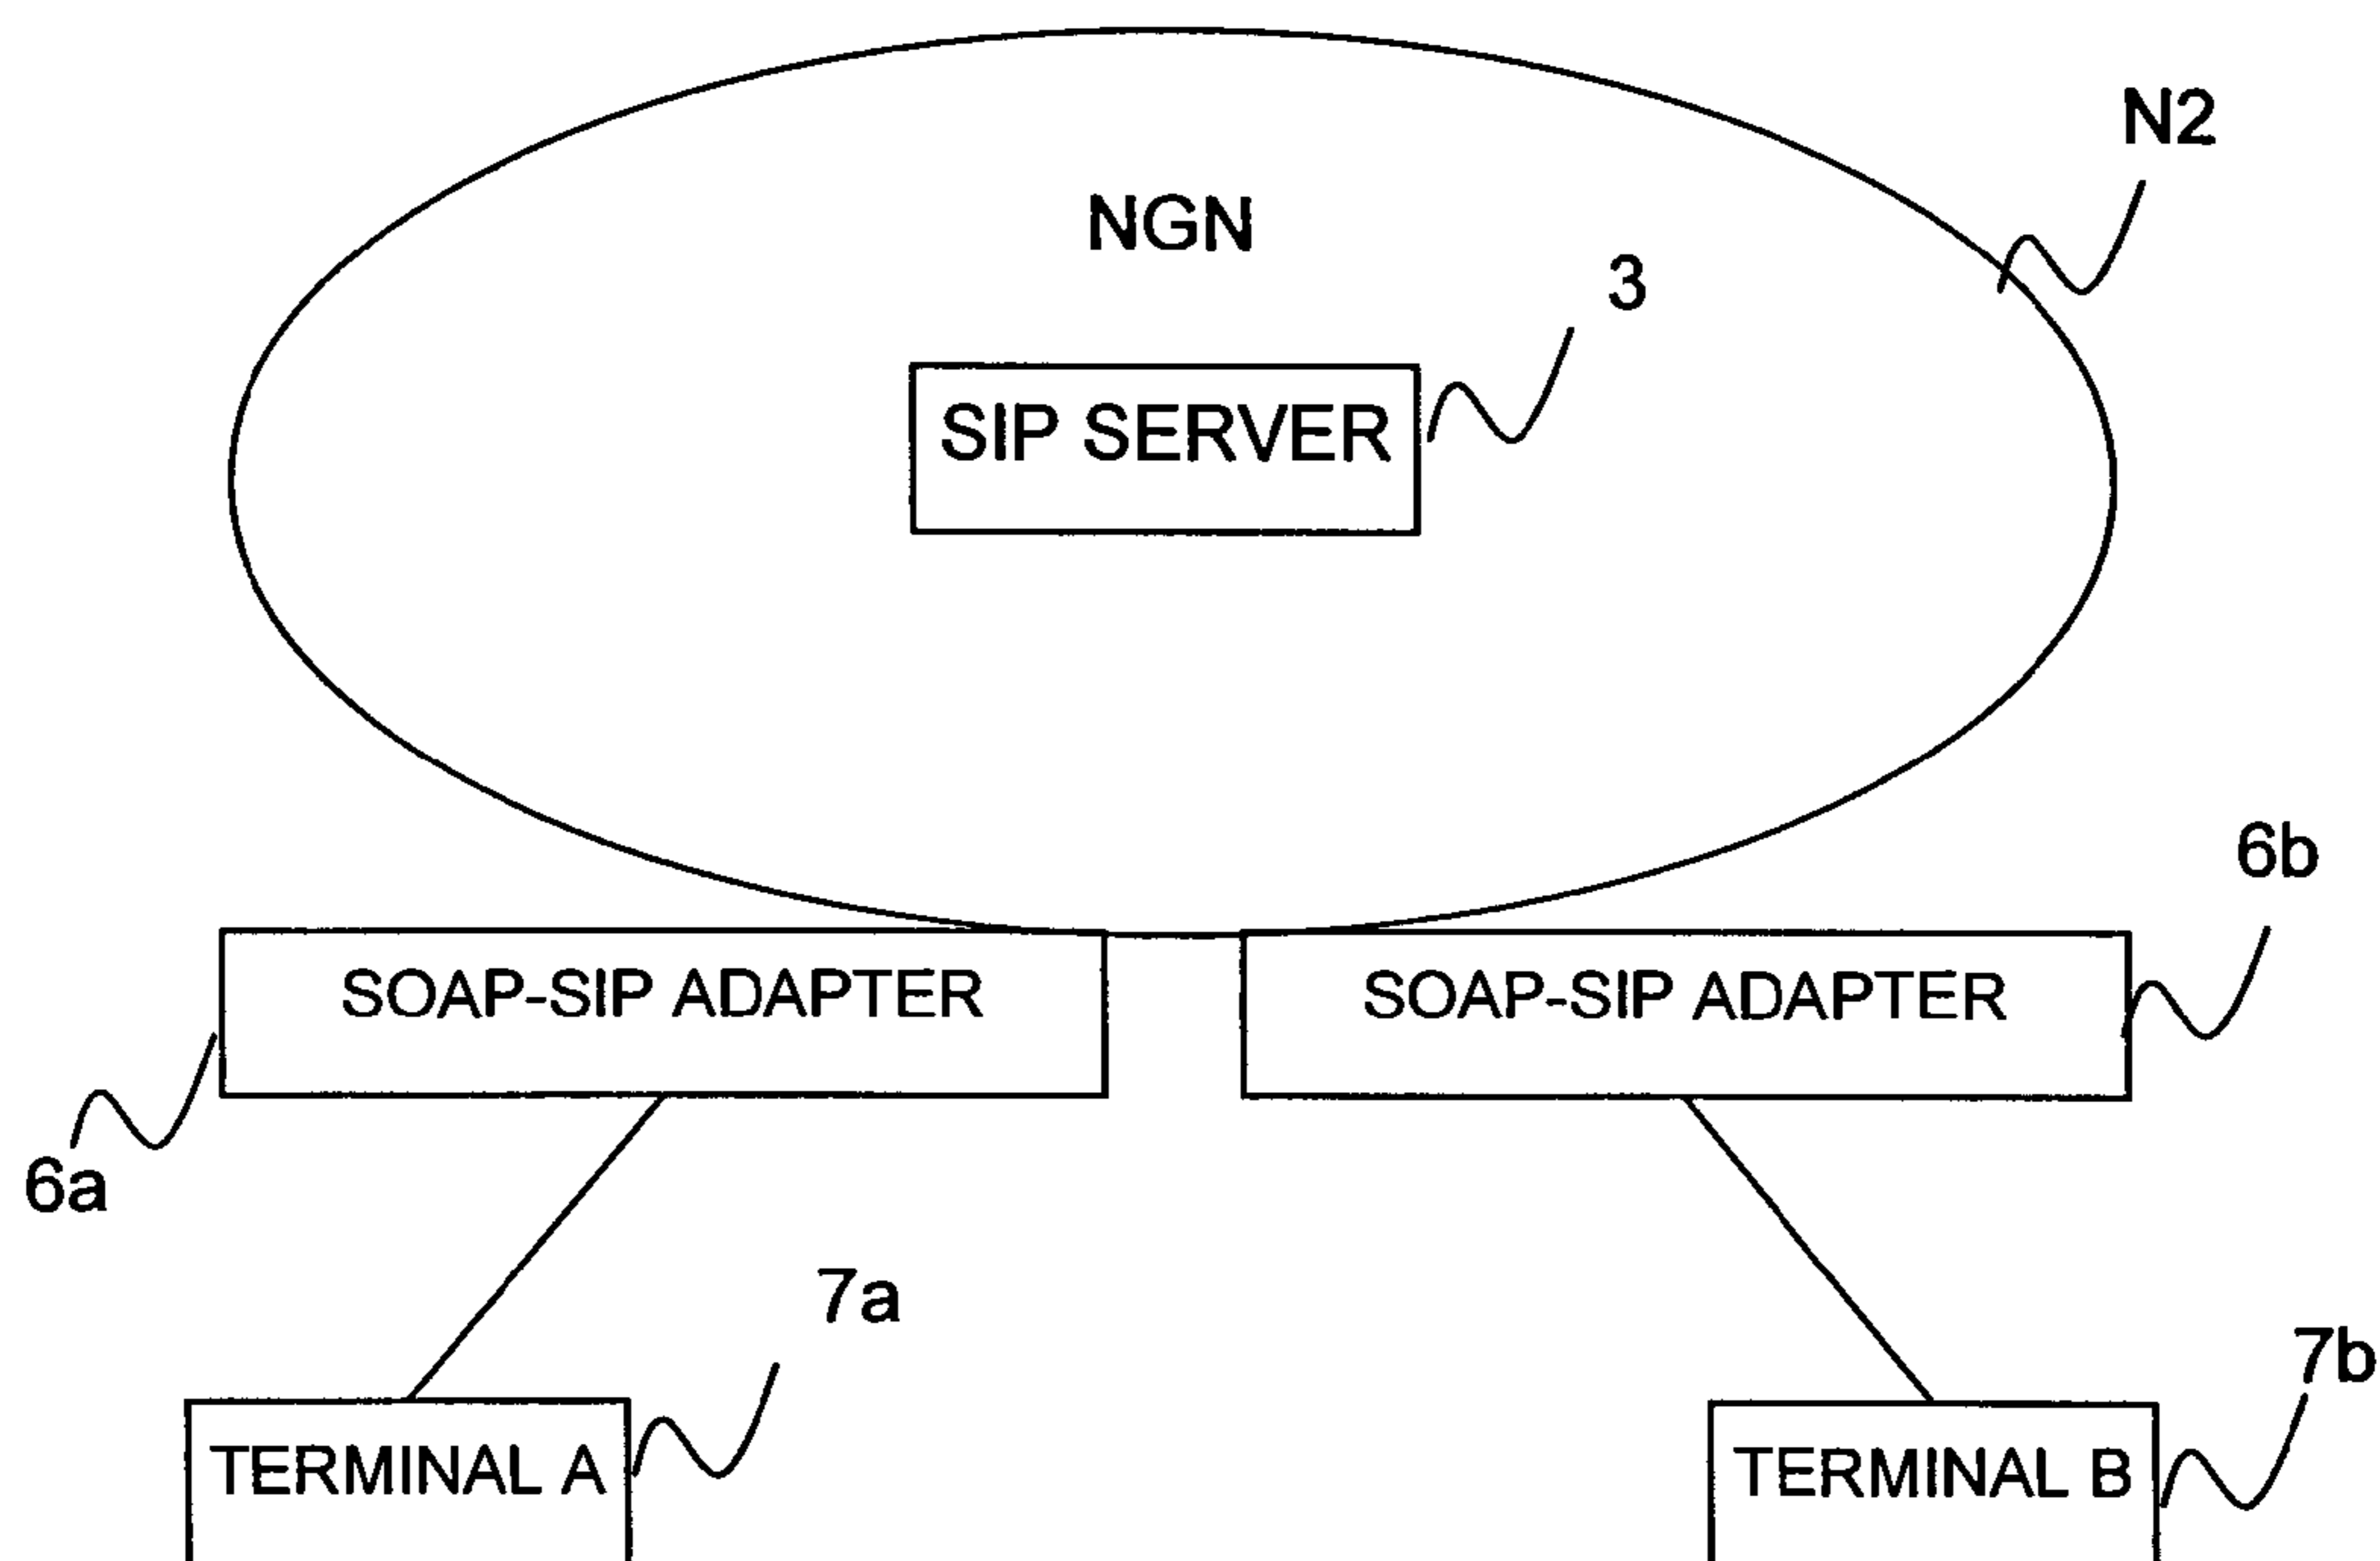 N2
NGN
3
SIP SERVER
6b
SOAP-SIP ADAPTER
SOAP-SIP ADAPTER
6a
7a
7b
TERMINAL A
TERMINAL B